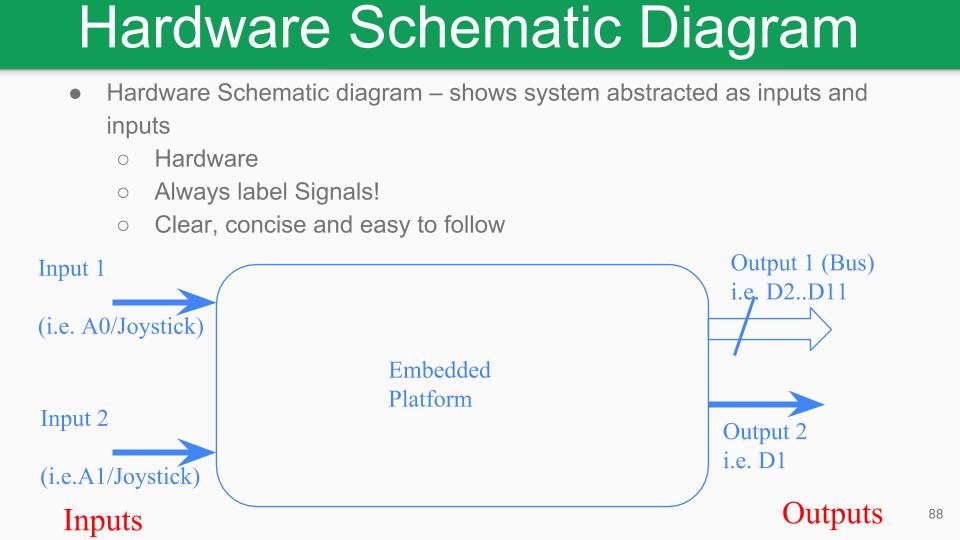 Hardware Schematic Diagram
● Hardware Schematic diagram – shows system abstracted as inputs and
inputs
○ Hardware
○ Always label Signals!
○ Clear, concise and easy to follow
Input 1
(i.e. A0/Joystick)
Input 2
(i.e.A1/Joystick)
Inputs
Embedded
Platform
Output 1 (Bus)
i.e. D2..D11
Output 2
i.e. D1
Outputs
88